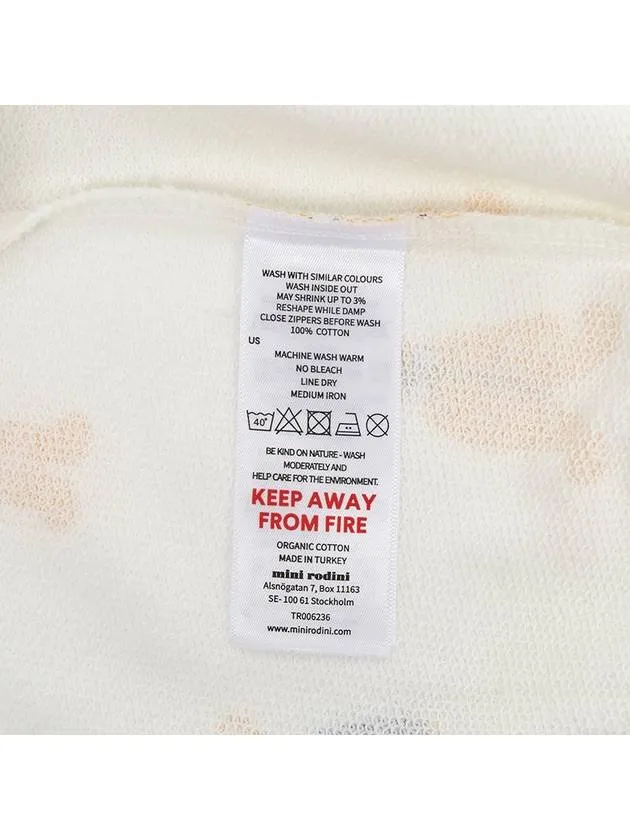 WASH WITH SIMILAR COLOURS
WASH INSIDE OUT
MAY SHRINK UP TO 3%
RESHAPE WHILE DAMP
CLOSE ZIPPERS BEFORE WASH
100% COTTON
US
MACHINE WASH WARM
NO BLEACH
LINE DRY
MEDIUM IRON
40°
BE KIND ON NATURE - WASH
MODERATELY AND
HELP CARE FOR THE ENVIRONMENT.
KEEP AWAY
FROM FIRE
ORGANIC COTTON
MADE IN TURKEY
mini rodini
Alsnögatan 7, Box 11163
SE- 100 61 Stockholm
TR006236
www.minirodini.com